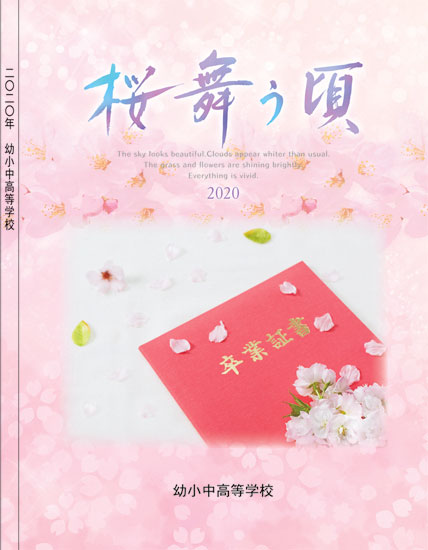 桜舞う頃
The sky looks beautiful.Clouds appear whiter than usual.
The grass and flowers are shining brightly.
Everything is vivid.
2020
卒業証書
幼小中高等学校
二〇二〇年 幼小中高等学校